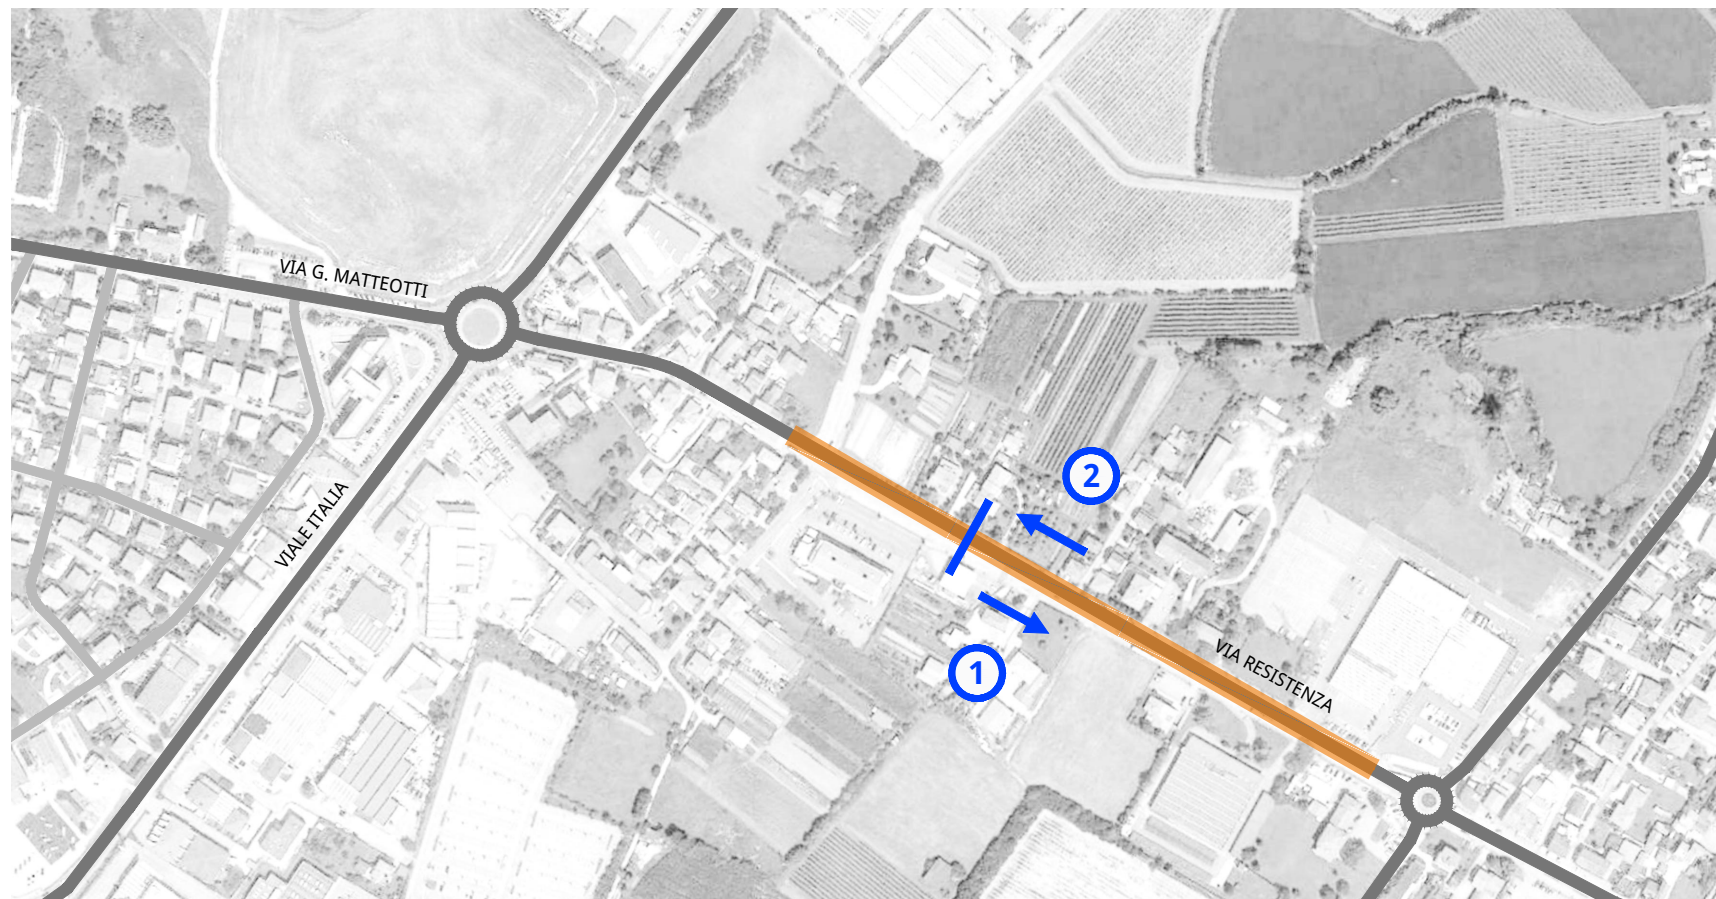 VIA G. MATTEOTTI
2
VIALE ITALIA
1
VIA RESISTENZA